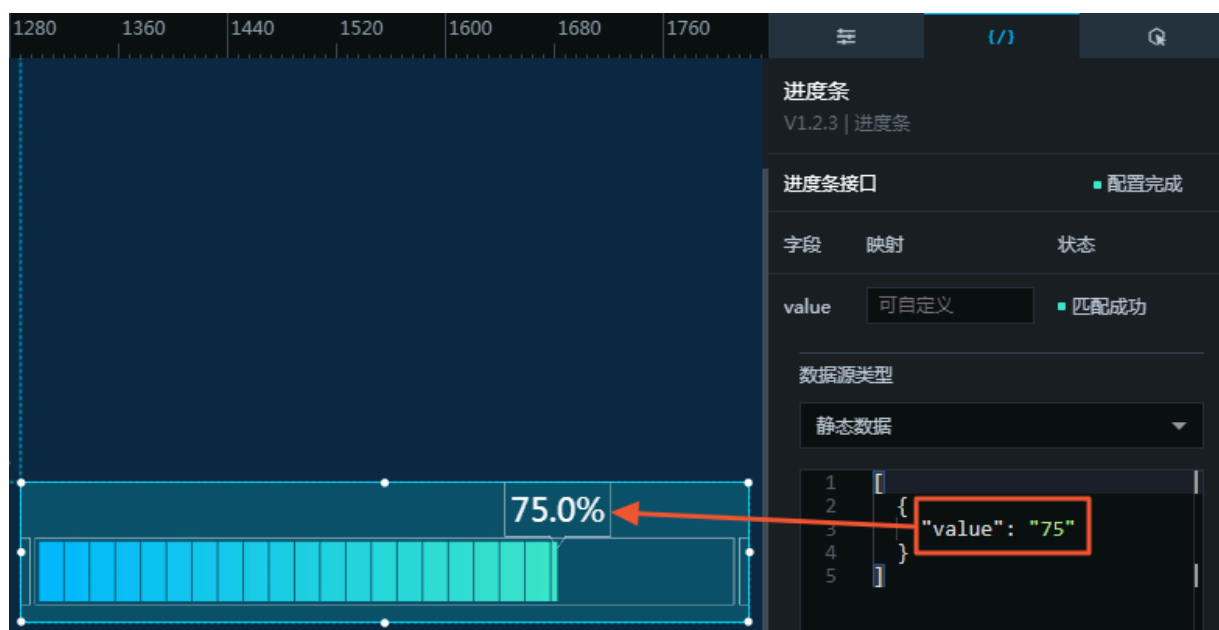 1280 1360 1440 1520 1600 1680 1760
{/}
进度条
V1.2.3 | 进度条
进度条接口 配置完成
字段 映射 状态
value 可自定义 匹配成功
数据源类型
静态数据
75.0%
1 [
2 {
3 "value": "75"
4 }
5 ]